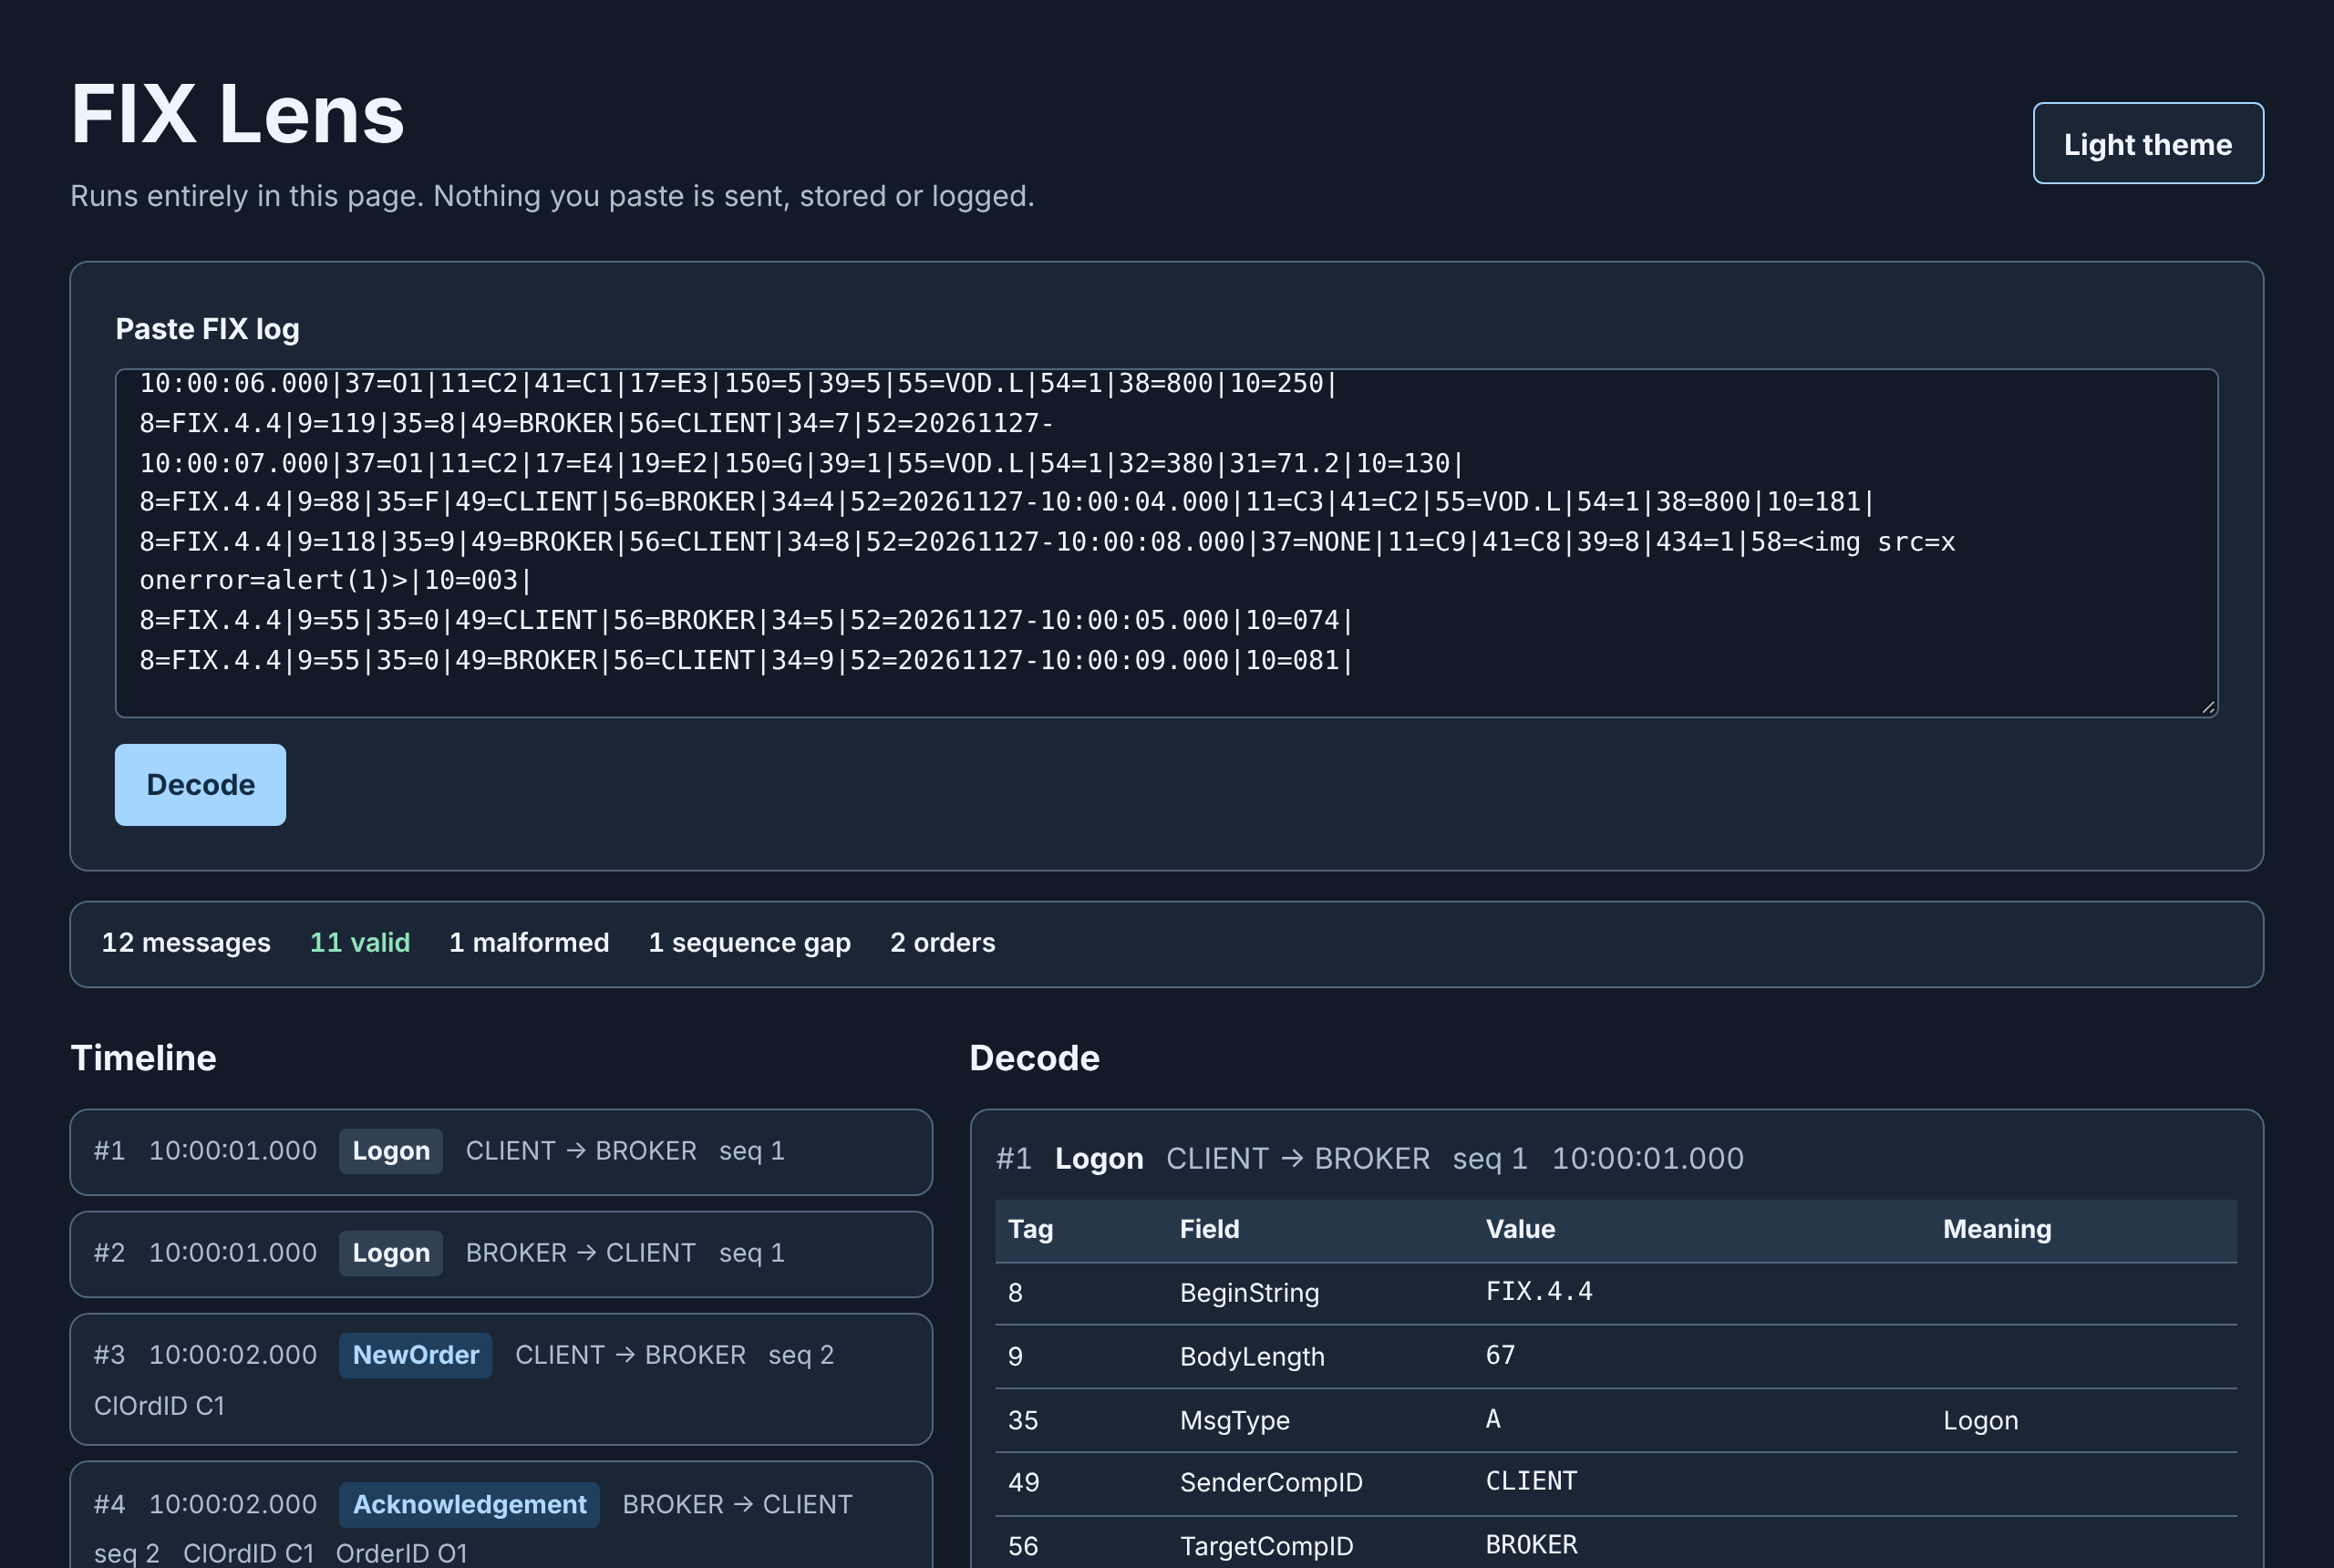 FIX Lens
Light theme
Runs entirely in this page. Nothing you paste is sent, stored or logged.
Paste FIX log
10:00:06.000|37=O1|11=C2|41=C1|17=E3|150=5|39=5|55=VOD.L|54=1|38=800|10=250|
8=FIX.4.4|9=119|35=8|49=BROKER|56=CLIENT|34=7|52=20261127-
10:00:07.000|37=O1|11=C2|17=E4|19=E2|150=G|39=1|55=VOD.L|54=1|32=380|31=71.2|10=130|
8=FIX.4.4|9=88|35=F|49=CLIENT|56=BROKER|34=4|52=20261127-10:00:04.000|11=C3|41=C2|55=VOD.L|54=1|38=800|10=181|
8=FIX.4.4|9=118|35=9|49=BROKER|56=CLIENT|34=8|52=20261127-10:00:08.000|37=NONE|11=C9|41=C8|39=8|434=1|58=<img src=x
onerror=alert(1)>|10=003|
8=FIX.4.4|9=55|35=0|49=CLIENT|56=BROKER|34=5|52=20261127-10:00:05.000|10=074|
8=FIX.4.4|9=55|35=0|49=BROKER|56=CLIENT|34=9|52=20261127-10:00:09.000|10=081|
Decode
12 messages 11 valid 1 malformed 1 sequence gap 2 orders
Timeline
#1 10:00:01.000 Logon CLIENT → BROKER seq 1
#2 10:00:01.000 Logon BROKER → CLIENT seq 1
#3 10:00:02.000 NewOrder CLIENT → BROKER seq 2
ClOrdID C1
#4 10:00:02.000 Acknowledgement BROKER → CLIENT
seq 2 ClOrdID C1 OrderID O1
Decode
#1 Logon CLIENT → BROKER seq 1 10:00:01.000
Tag Field Value Meaning
8 BeginString FIX.4.4
9 BodyLength 67
35 MsgType A Logon
49 SenderCompID CLIENT
56 TargetCompID BROKER